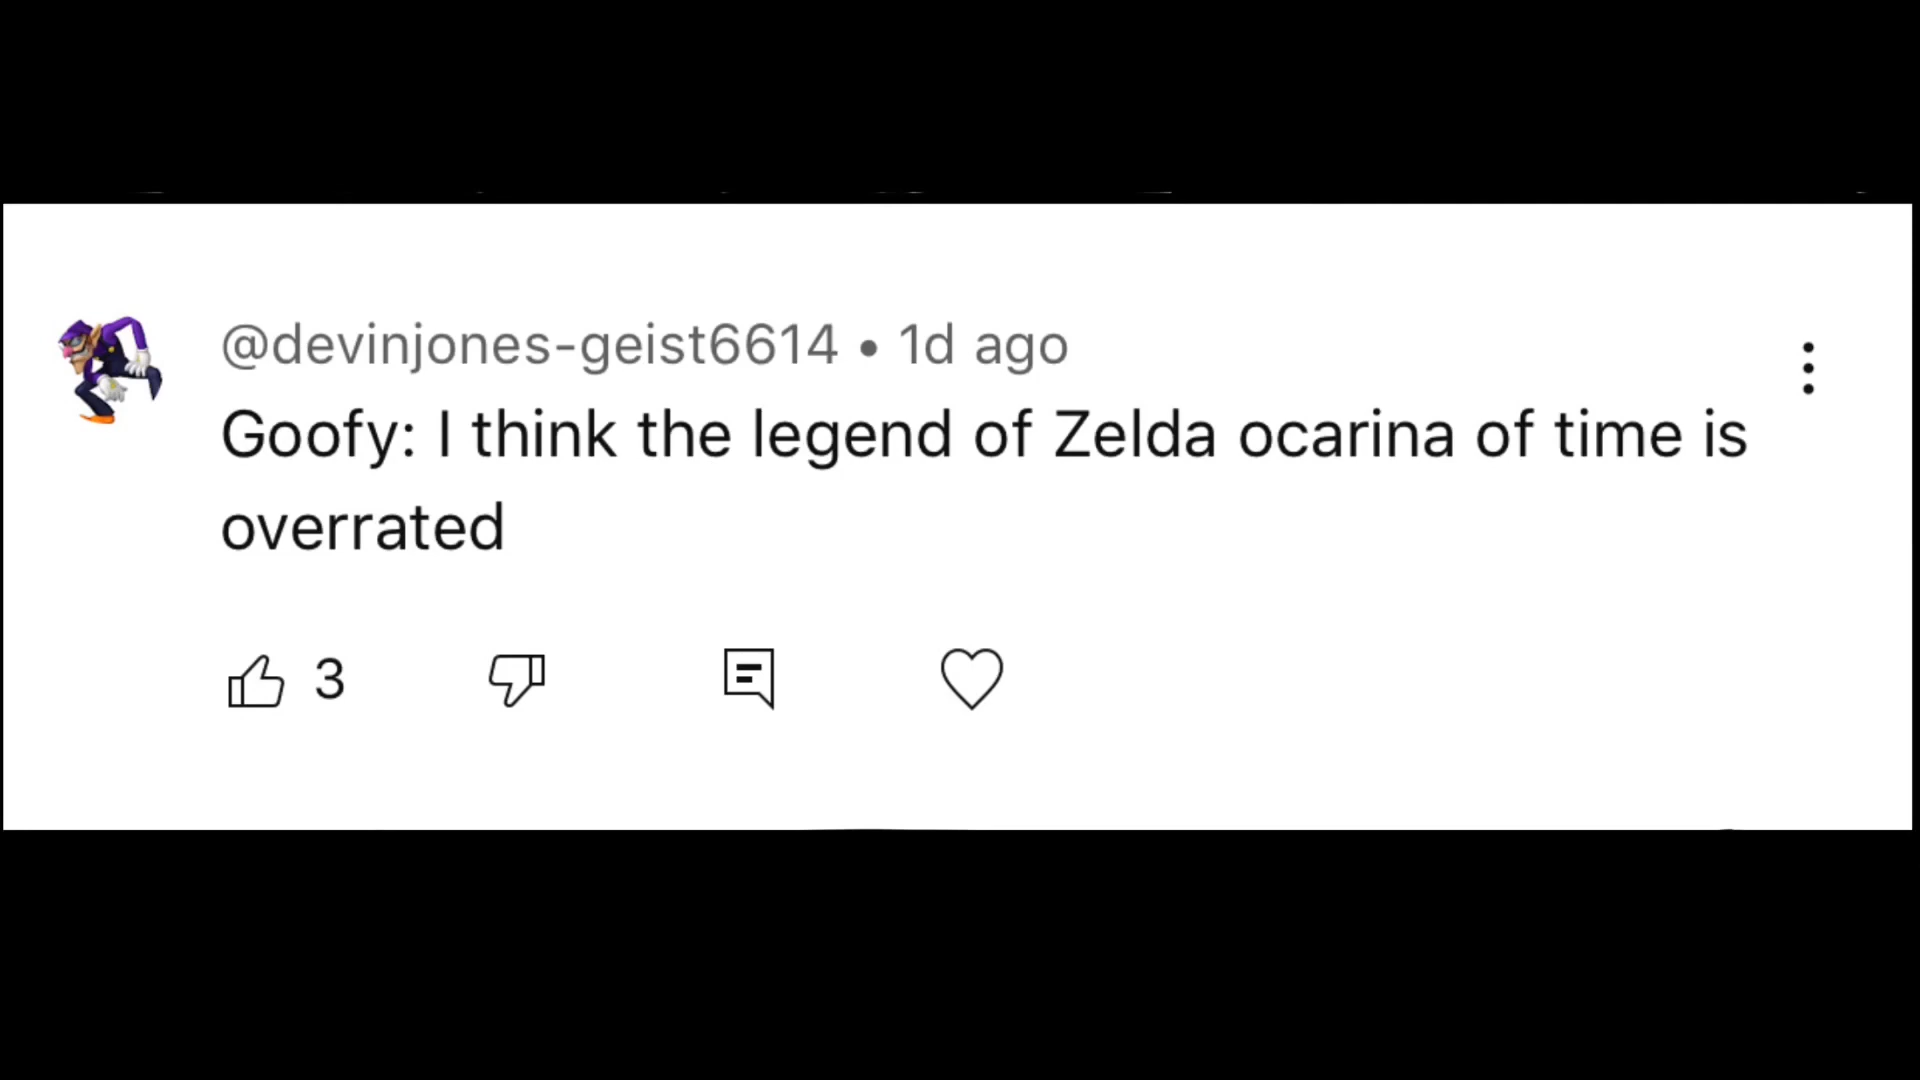 @devinjones-geist6614 • 1d ago
Goofy: I think the legend of Zelda ocarina of time is
overrated
3